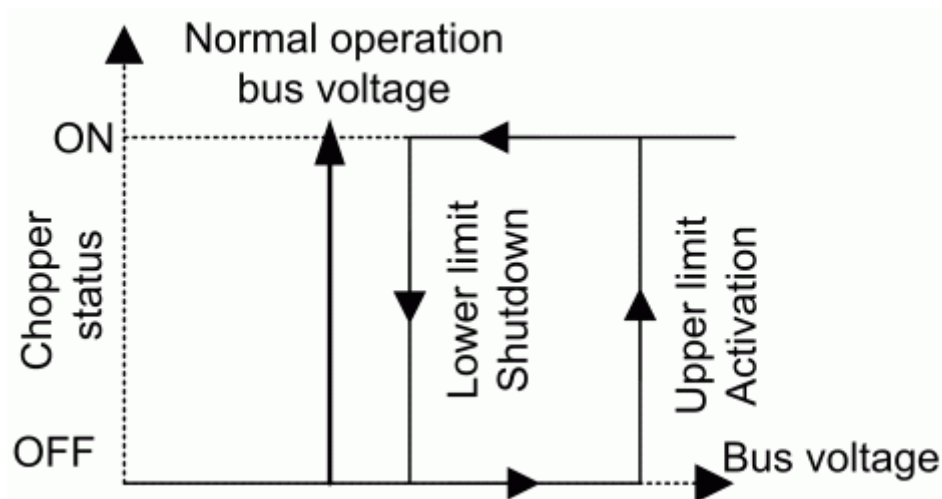 Normal operation
bus voltage
ON
Chopper
status
Lower limit
Shutdown
Upper limit
Activation
OFF
Bus voltage